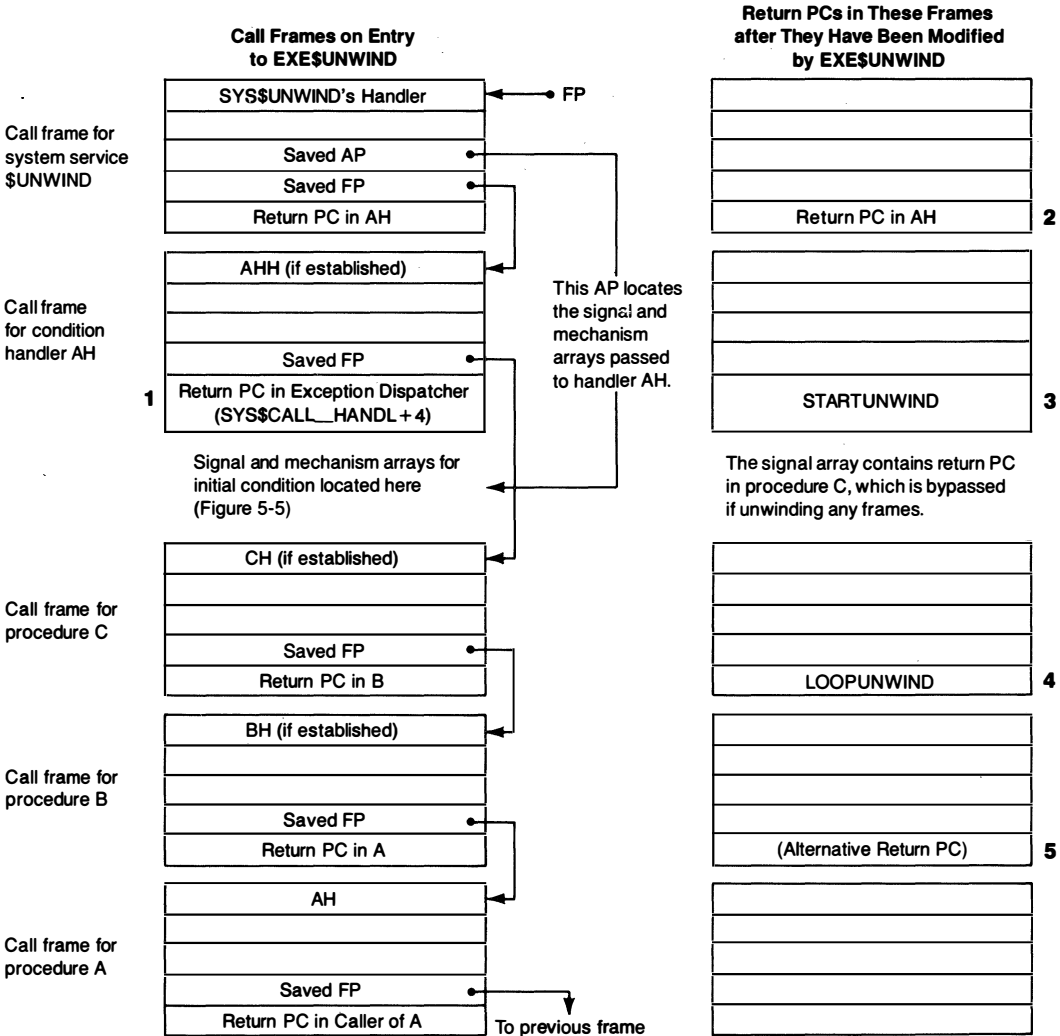 Call Frames on Entry
to EXE$UNWIND
Return PCs in These Frames
after They Have Been Modified
by EXE$UNWIND
Call frame for
system service
$UNWIND
SYS$UNWIND's Handler
FP
Saved AP
Saved FP
Return PC in AH
Return PC in AH
2
Call frame
for condition
handler AH
AHH (if established)
Saved FP
1
Return PC in Exception Dispatcher
(SYS$CALL__HANDL+4)
This AP locates
the signal and
mechanism
arrays passed
to handler AH.
STARTUNWIND
3
Signal and mechanism arrays for
initial condition located here
(Figure 5-5)
The signal array contains return PC
in procedure C, which is bypassed
if unwinding any frames.
Call frame for
procedure C
CH (if established)
Saved FP
Return PC in B
LOOPUNWIND
4
Call frame for
procedure B
BH (if established)
Saved FP
Return PC in A
(Alternative Return PC)
5
Call frame for
procedure A
AH
Saved FP
Return PC in Caller of A
To previous frame